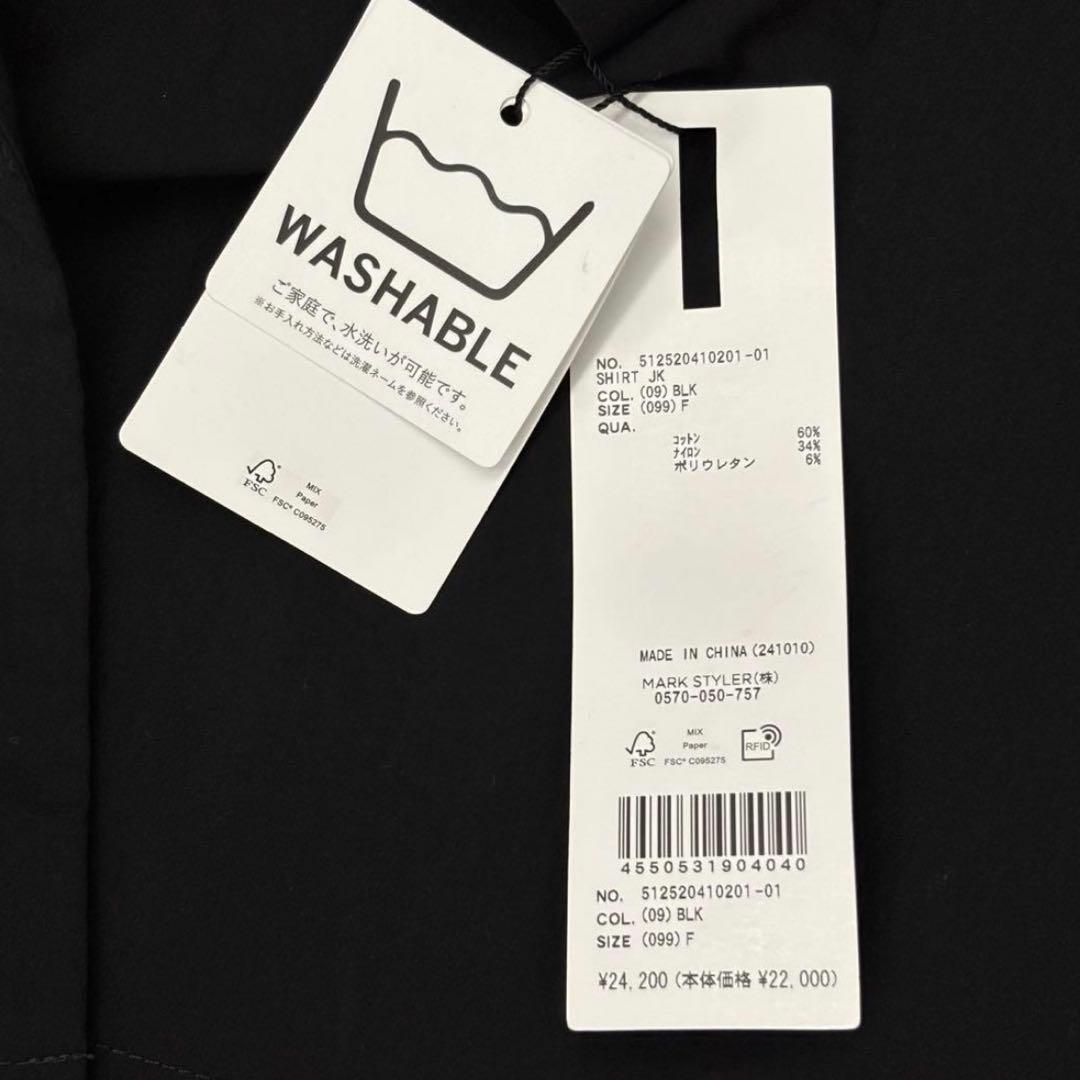 WASHABLE
ご家庭で、水洗いが可能です。
※お手入れ方法などは洗濯ネームを参照ください。
FSC
MIX
Paper
FSC® C095275
NO. 512520410201-01
SHIRT JK
COL. (09) BLK
SIZE (099) F
QUA.
コットン 60%
ナイロン 34%
ポリウレタン 6%
MADE IN CHINA (241010)
MARK STYLER(株)
0570-050-757
FSC
MIX
Paper
FSC® C095275
RFID
4550531904040
NO. 512520410201-01
COL. (09) BLK
SIZE (099) F
¥24,200 (本体価格 ¥22,000)